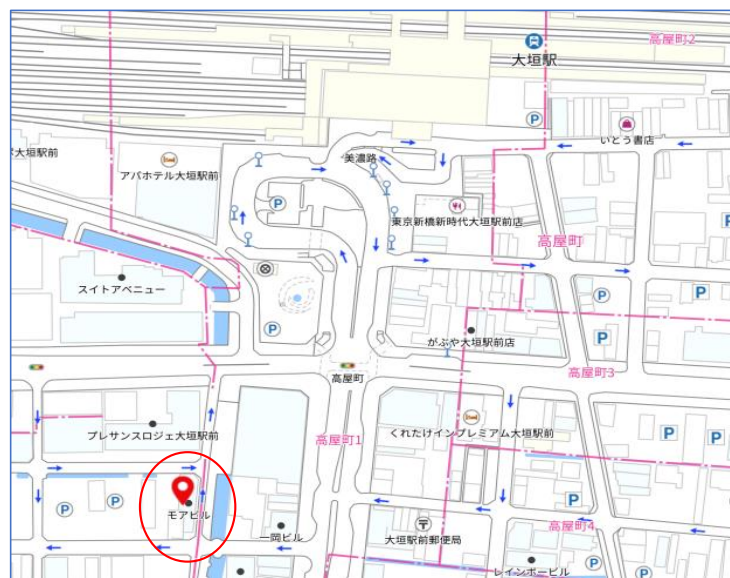 高屋町2
大垣駅
P
いとう書店
大垣駅前
アパホテル大垣駅前
美濃路
P
東京新橋新時代大垣駅前店
高屋町
スイトアベニュー
P
P
P
P
がぶや大垣駅前店
高屋町
高屋町3
プレサンスロジェ大垣駅前
高屋町1
くれたけインプレミアム大垣駅前
P
P
P
P
P
モアビル
一岡ビル
大垣駅前郵便局
高屋町4
レインボービル
P
P